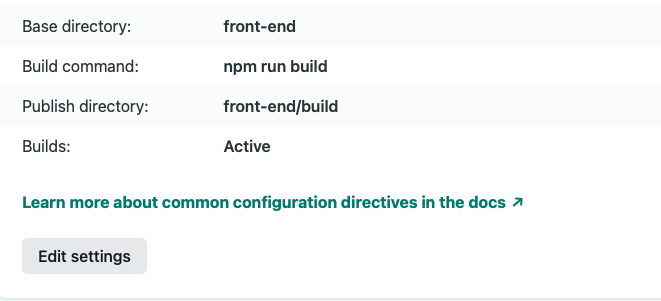 Base directory: front-end
Build command: npm run build
Publish directory: front-end/build
Builds: Active
Learn more about common configuration directives in the docs ↗
Edit settings